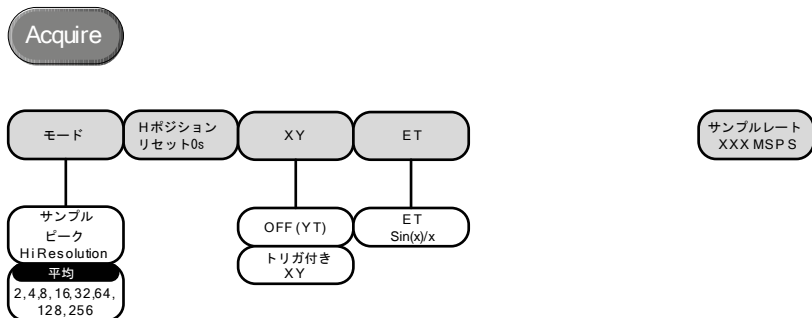 Acquire
モード
Hポジション
リセット0s
XY
ET
サンプルレート
XXX MSPS
サンプル
ピーク
HiResolution
平均
2,4,8,16,32,64,
128,256
OFF(YT)
トリガ付き
XY
ET
Sin(x)/x